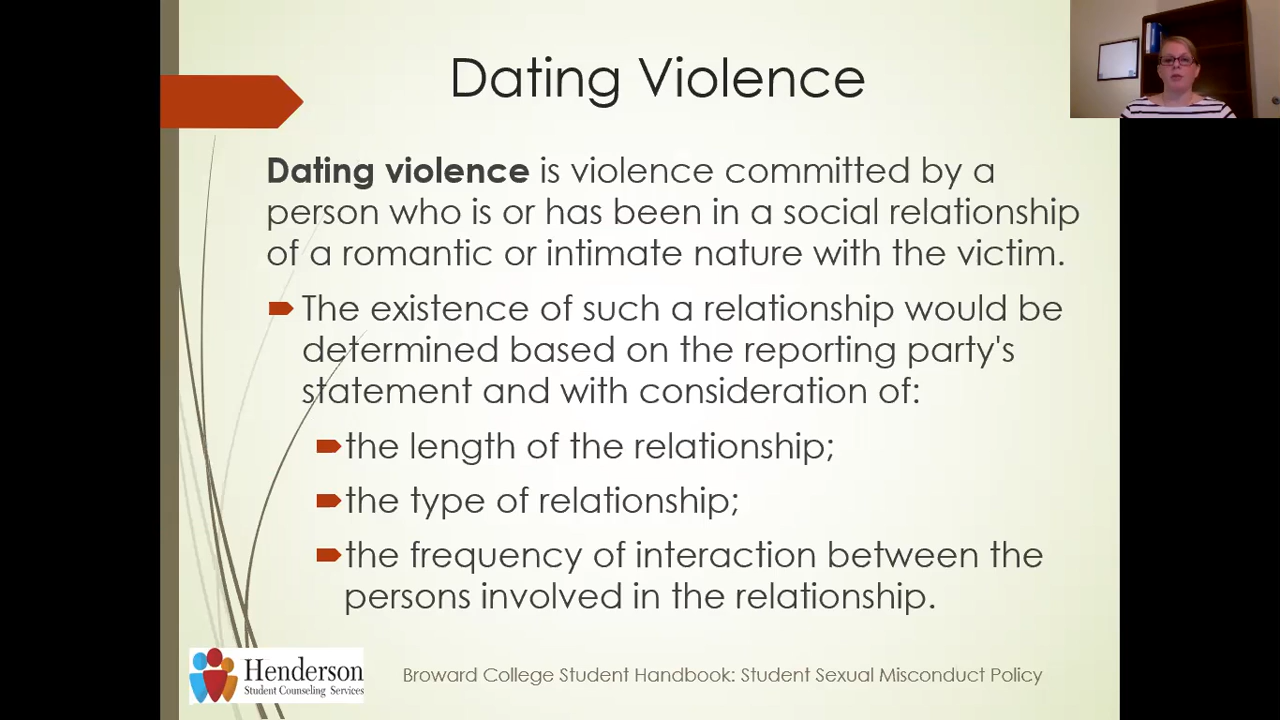 Dating Violence
Dating violence is violence committed by a
person who is or has been in a social relationship
of a romantic or intimate nature with the victim.
The existence of such a relationship would be
determined based on the reporting party's
statement and with consideration of:
the length of the relationship;
the type of relationship;
the frequency of interaction between the
persons involved in the relationship.
Henderson
Student Counseling Services
Broward College Student Handbook: Student Sexual Misconduct Policy